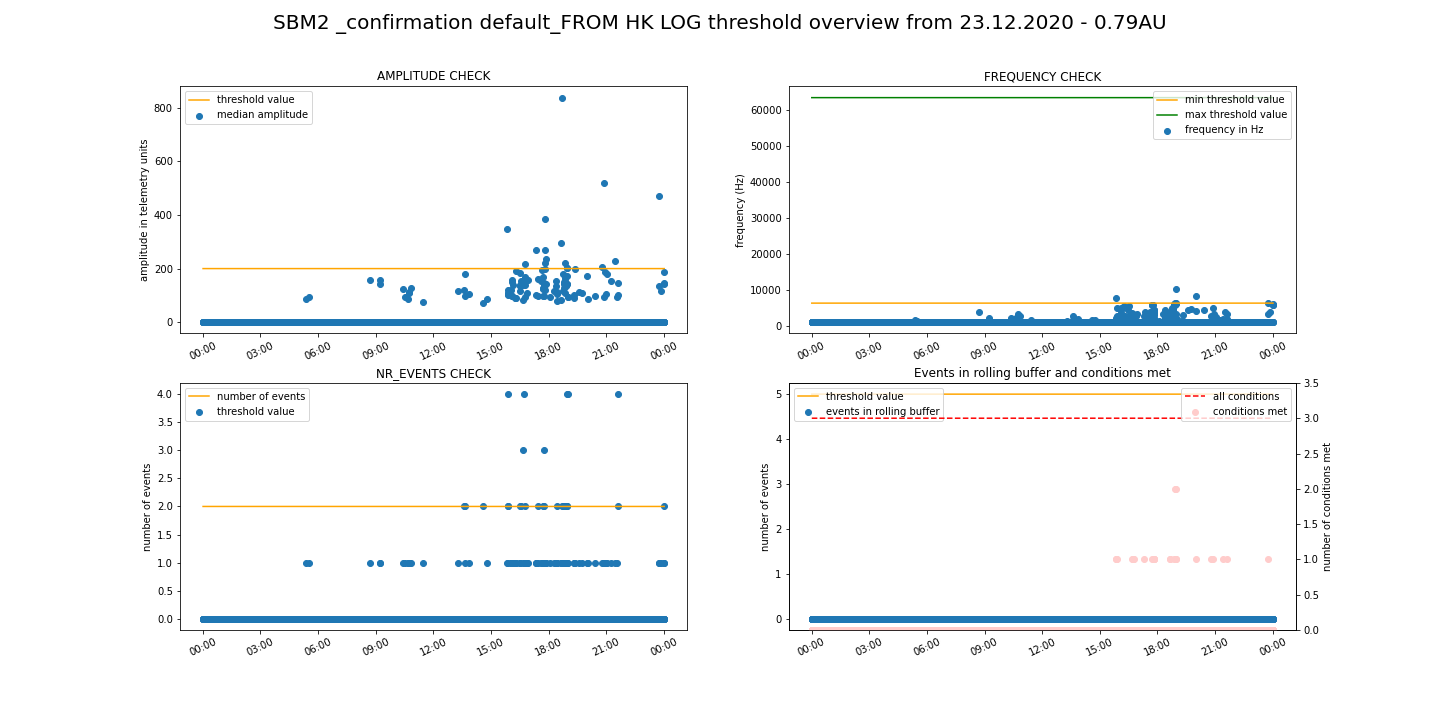 SBM2 _confirmation default_FROM HK LOG threshold overview from 23.12.2020 - 0.79AU
AMPLITUDE CHECK
amplitude in telemetry units
800
600
400
200
0
threshold value
median amplitude
00:00 03:00 06:00 09:00 12:00 15:00 18:00 21:00 00:00
FREQUENCY CHECK
frequency (Hz)
60000
50000
40000
30000
20000
10000
0
min threshold value
max threshold value
frequency in Hz
00:00 03:00 06:00 09:00 12:00 15:00 18:00 21:00 00:00
NR_EVENTS CHECK
number of events
4.0
3.5
3.0
2.5
2.0
1.5
1.0
0.5
0.0
number of events
threshold value
00:00 03:00 06:00 09:00 12:00 15:00 18:00 21:00 00:00
Events in rolling buffer and conditions met
number of events
5
4
3
2
1
0
threshold value
events in rolling buffer
all conditions
conditions met
3.5
3.0
2.5
2.0
1.5
1.0
0.5
0.0
number of conditions met
00:00 03:00 06:00 09:00 12:00 15:00 18:00 21:00 00:00